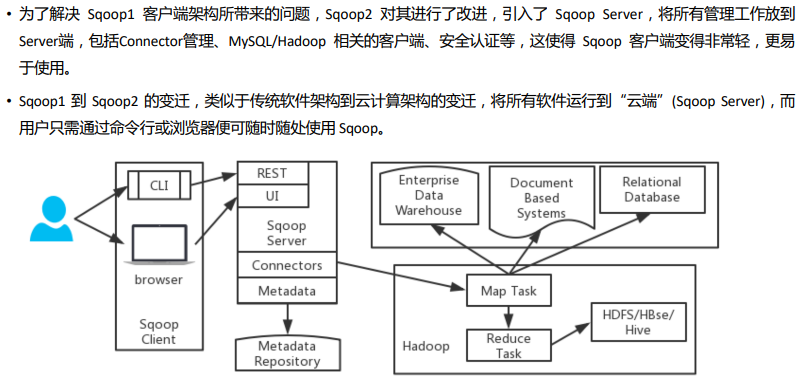 • 为了解决 Sqoop1 客户端架构所带来的问题，Sqoop2 对其进行了改进，引入了 Sqoop Server，将所有管理工作放到
Server端，包括Connector管理、MySQL/Hadoop 相关的客户端、安全认证等，这使得 Sqoop 客户端变得非常轻，更易
于使用。
• Sqoop1 到 Sqoop2 的变迁，类似于传统软件架构到云计算架构的变迁，将所有软件运行到“云端”(Sqoop Server)，而
用户只需通过命令行或浏览器便可随时随处使用 Sqoop。
CLI
browser
Sqoop
Client
REST
UI
Sqoop
Server
Connectors
Metadata
Metadata
Repository
Enterprise
Data
Warehouse
Document
Based
Systems
Relational
Database
Map Task
Reduce
Task
HDFS/HBse/
Hive
Hadoop